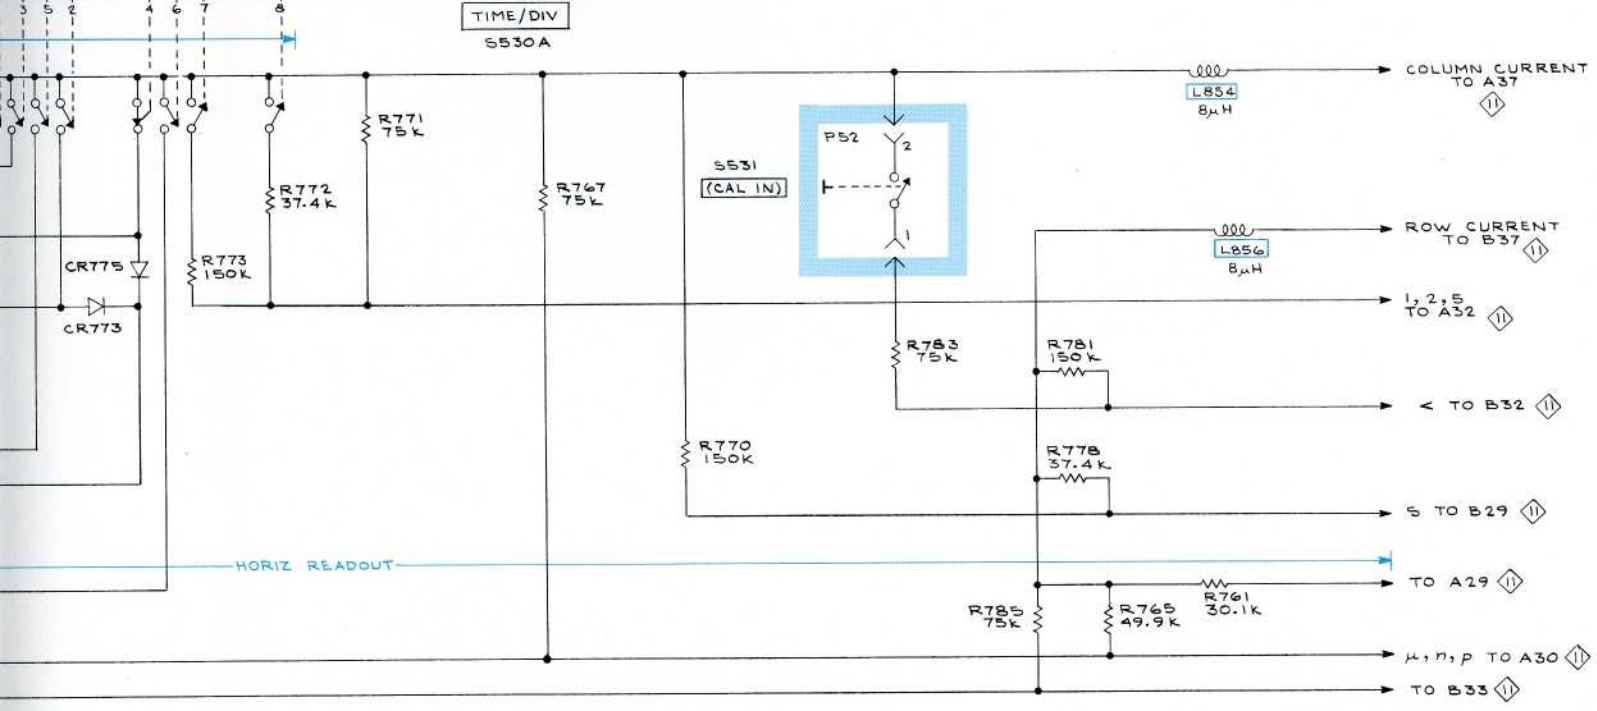 3 5 2 4 6 7 8
TIME/DIV
S530A
COLUMN CURRENT
TO A37
11
L854
8μH
R771
75K
P52
2
S531
(CAL IN)
R772
37.4K
R767
75K
1
ROW CURRENT
TO B37
11
L856
8μH
CR775
R773
150K
1, 2, 5
TO A32
11
CR773
R783
75K
R781
150K
< TO B32
11
R770
150K
R778
37.4K
S TO B29
11
HORIZ READOUT
TO A29
11
R785
75K
R765
49.9K
R761
30.1K
μ, n, p TO A30
11
TO B33
11